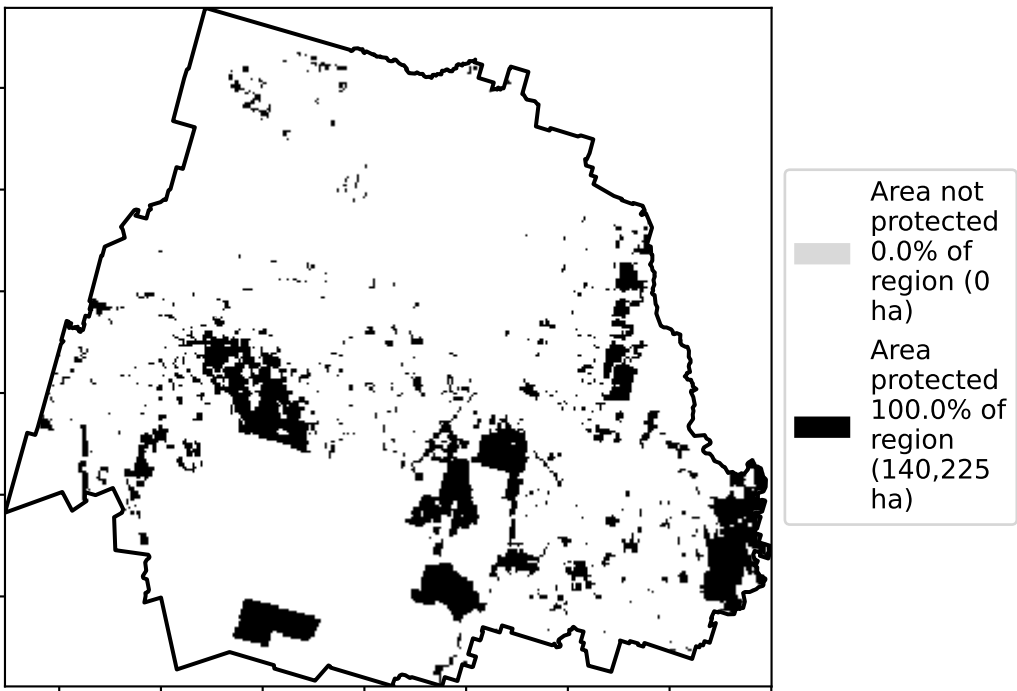 Area not
protected
0.0% of
region (0
ha)
Area
protected
100.0% of
region
(140,225
ha)